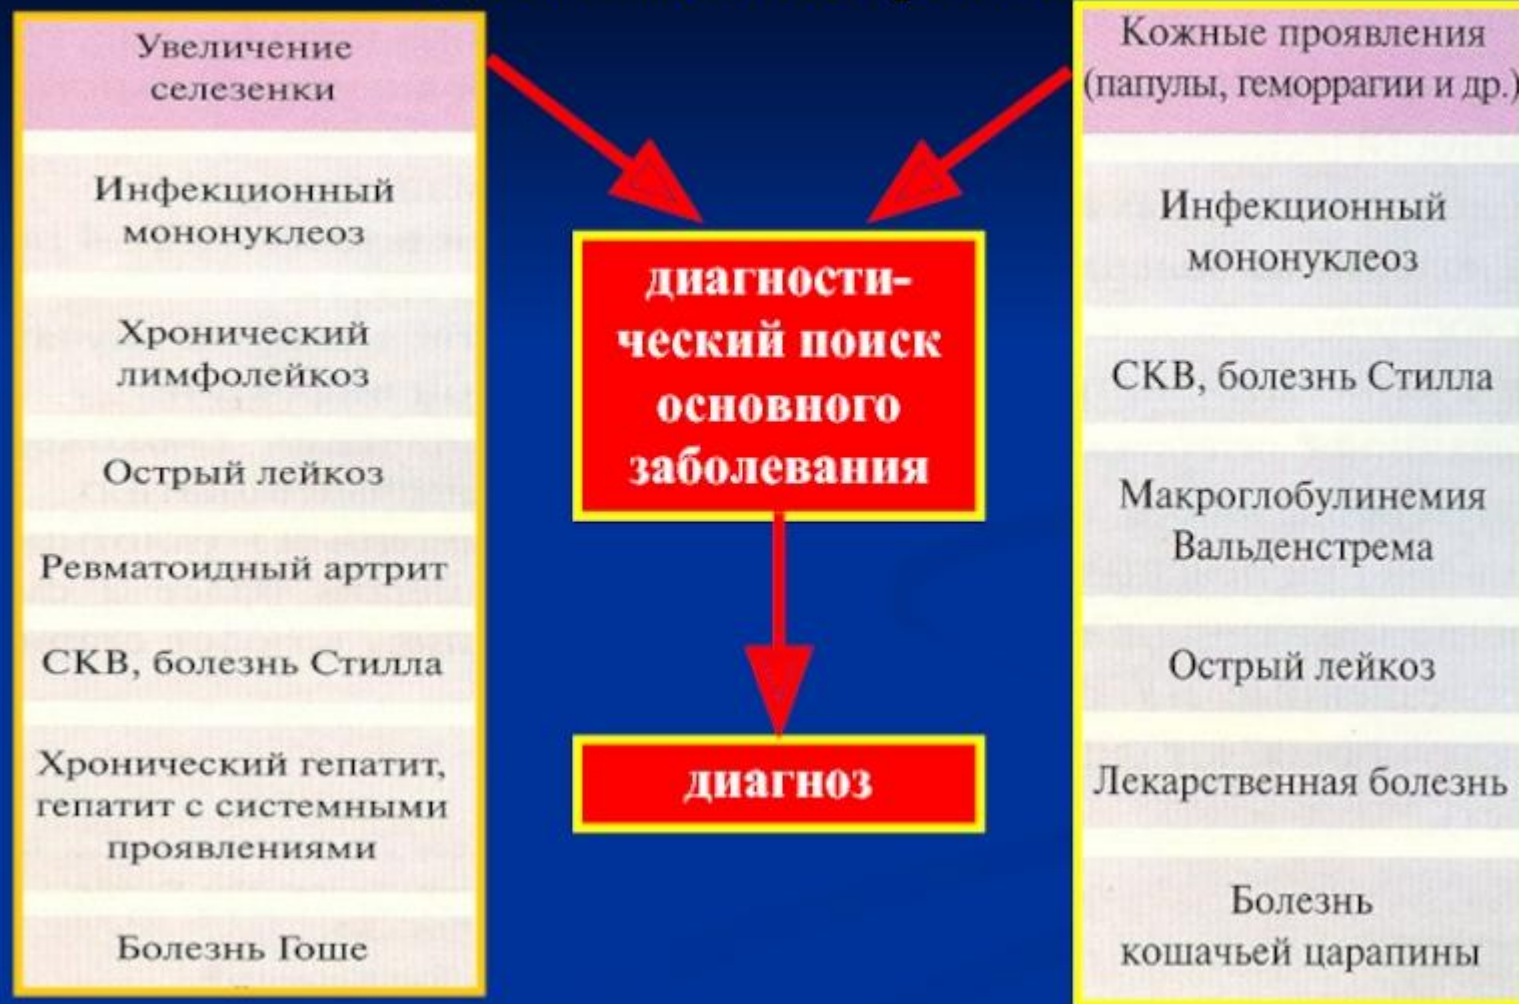 Увеличение
селезенки
Инфекционный
мононуклеоз
Хронический
лимфолейкоз
Острый лейкоз
Ревматоидный артрит
СКВ, болезнь Стилла
Хронический гепатит,
гепатит с системными
проявлениями
Болезнь Гоше
диагности-
ческий поиск
основного
заболевания
диагноз
Кожные проявления
(папулы, геморрагии и др.)
Инфекционный
мононуклеоз
СКВ, болезнь Стилла
Макроглобулинемия
Вальденстрема
Острый лейкоз
Лекарственная болезнь
Болезнь
кошачьей царапины